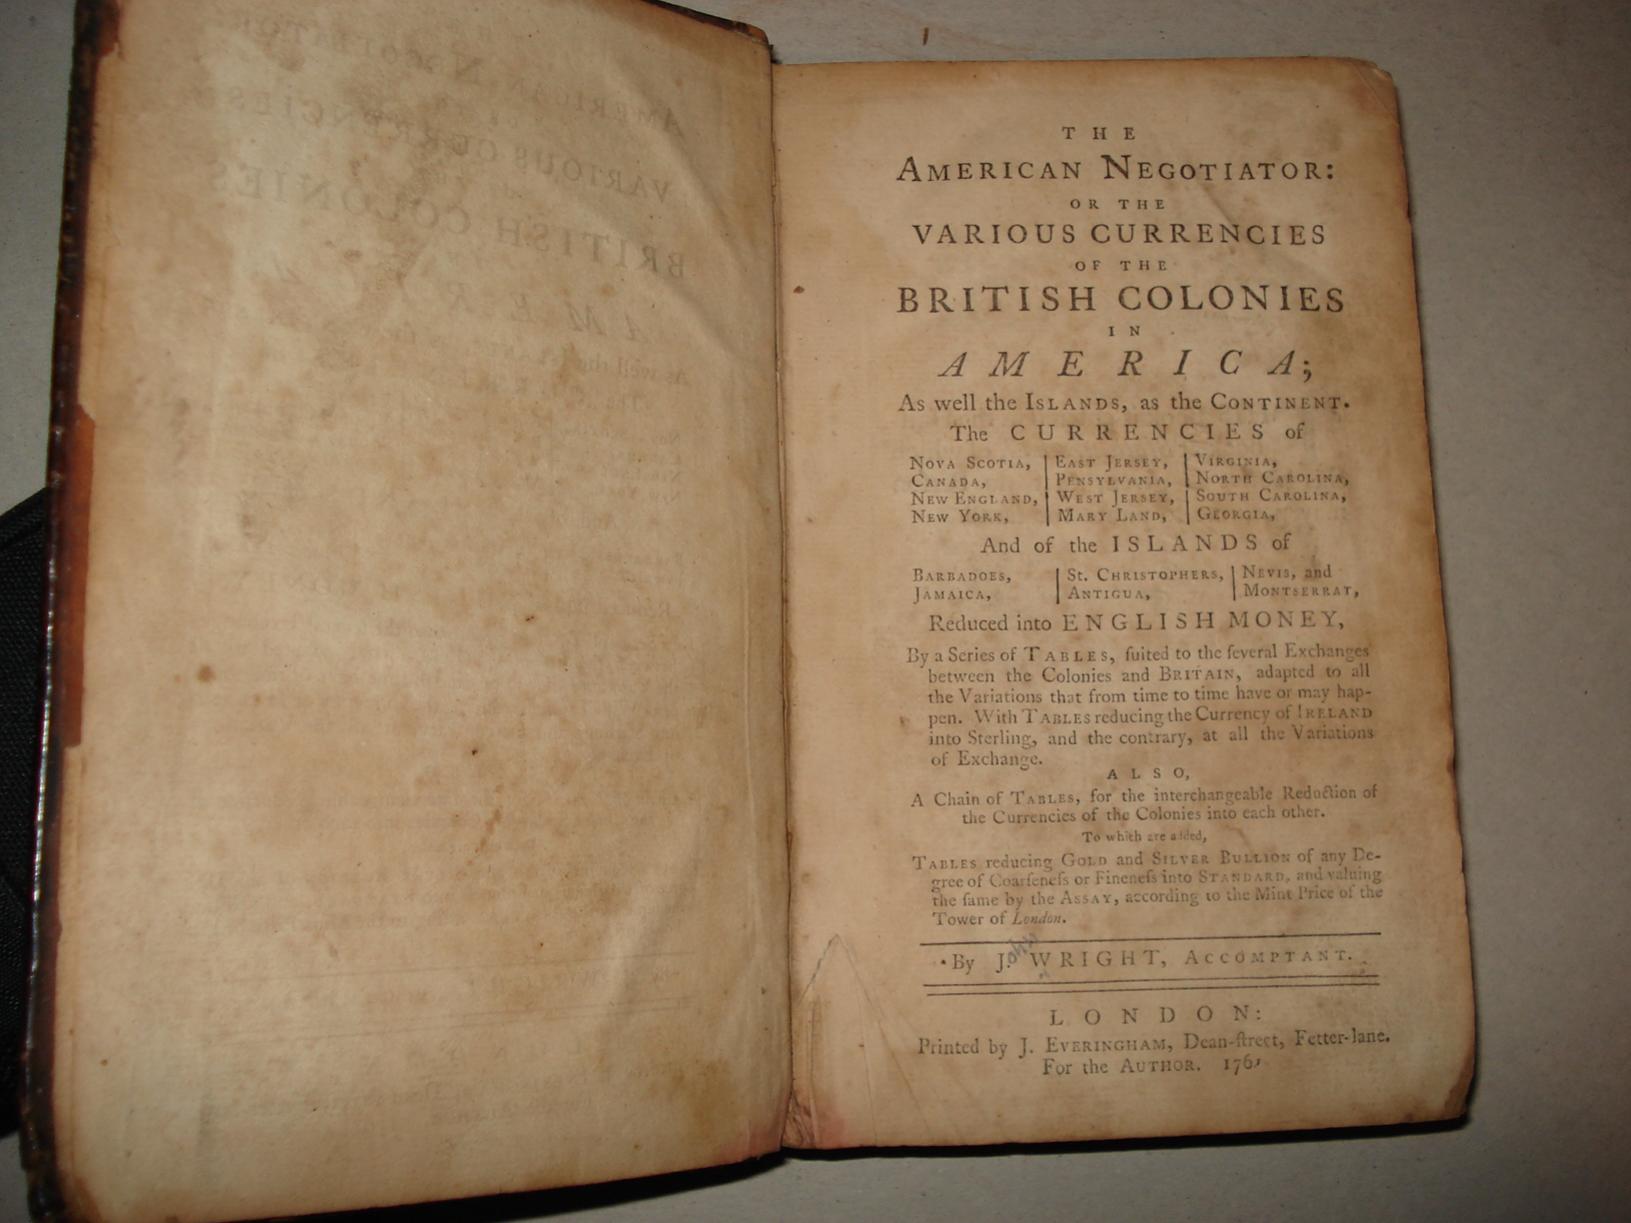 THE
AMERICAN NEGOTIATOR:
OR THE
VARIOUS CURRENCIES
OF THE
BRITISH COLONIES
IN
AMERICA;
As well the ISLANDS, as the CONTINENT.
The CURRENCIES of
NOVA SCOTIA, | EAST JERSEY, | VIRGINIA,
CANADA, | PENSYLVANIA, | NORTH CAROLINA,
NEW ENGLAND, | WEST JERSEY, | SOUTH CAROLINA,
NEW YORK, | MARY LAND, | GEORGIA,
And of the ISLANDS of
BARBADOES, | St. CHRISTOPHERS, | NEVIS, and
JAMAICA, | ANTIGUA, | MONTSERRAT,
Reduced into ENGLISH MONEY,
By a Series of TABLES, ſuited to the ſeveral Exchanges
between the Colonies and BRITAIN, adapted to all
the Variations that from time to time have or may hap-
pen. With TABLES reducing the Currency of IRELAND
into Sterling, and the contrary, at all the Variations
of Exchange.
ALSO,
A Chain of TABLES, for the interchangeable Reduction of
the Currencies of the Colonies into each other.
To which are added,
TABLES reducing GOLD and SILVER BULLION of any De-
gree of Coarſeneſs or Fineneſs into STANDARD, and valuing
the ſame by the ASSAY, according to the Mint Price of the
Tower of London.
By J. WRIGHT, ACCOMPTANT.
LONDON:
Printed by J. EVERINGHAM, Dean-ſtreet, Fetter-lane.
For the AUTHOR. 1761